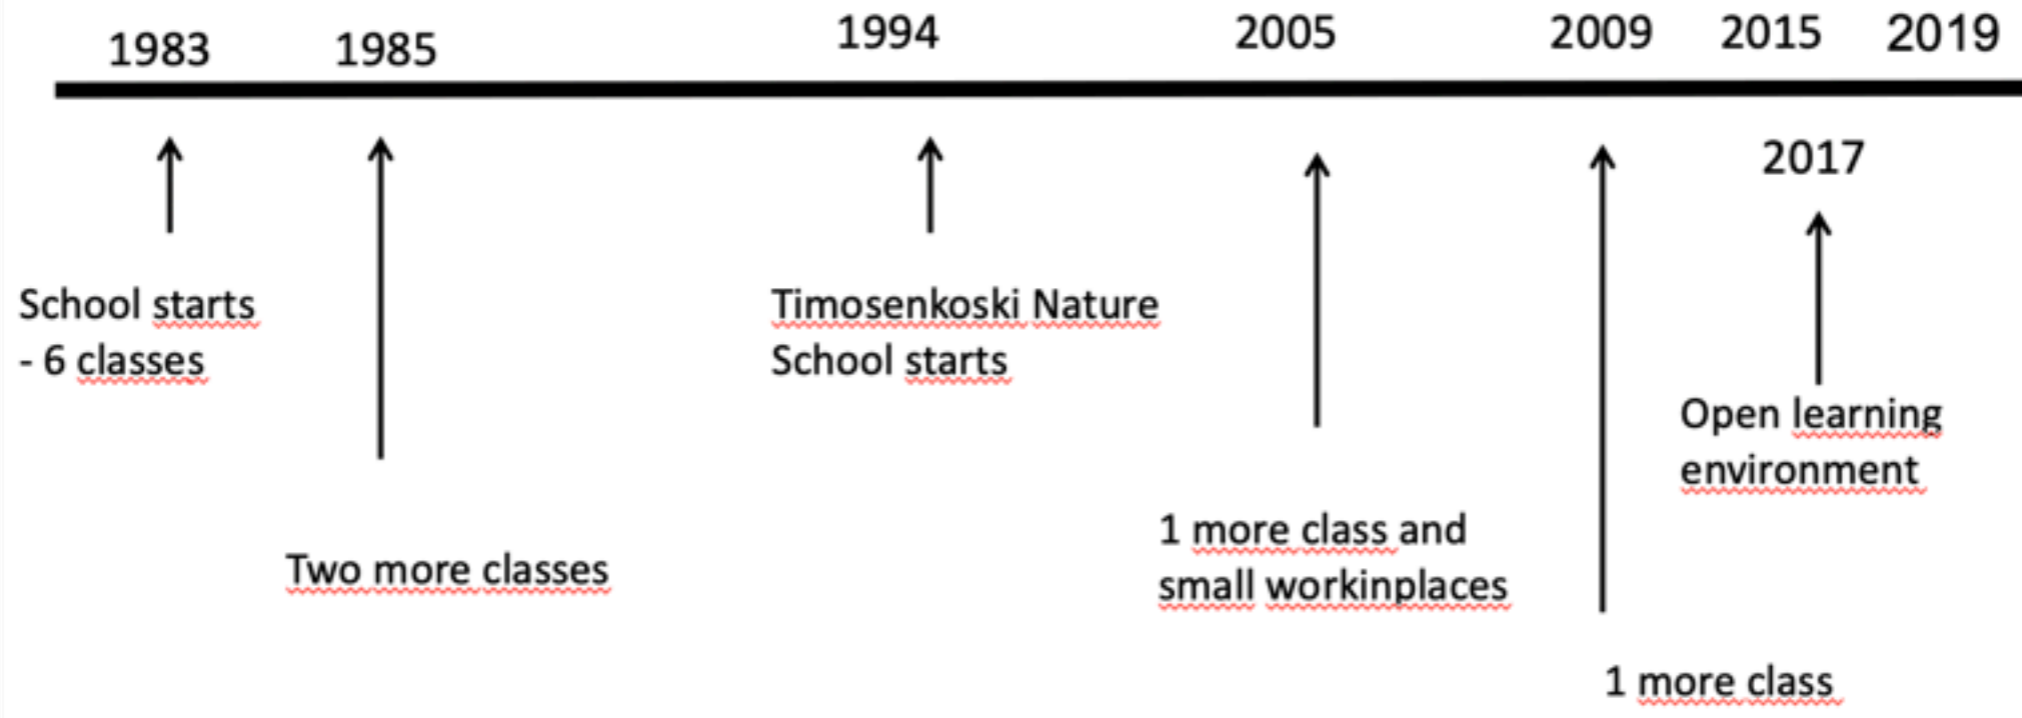 1983 1985 1994 2005 2009 2015 2019
2017
School starts
- 6 classes
Two more classes
Timosenkoski Nature
School starts
1 more class and
small workinplaces
1 more class
Open learning
environment